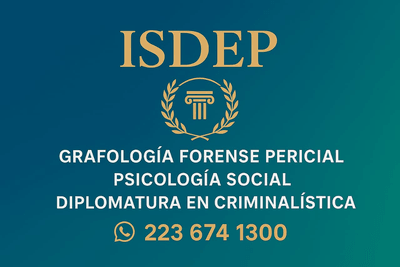 ISDEP
GRAFOLOGÍA FORENSE PERICIAL
PSICOLOGÍA SOCIAL
DIPLOMATURA EN CRIMINALÍSTICA
223 674 1300